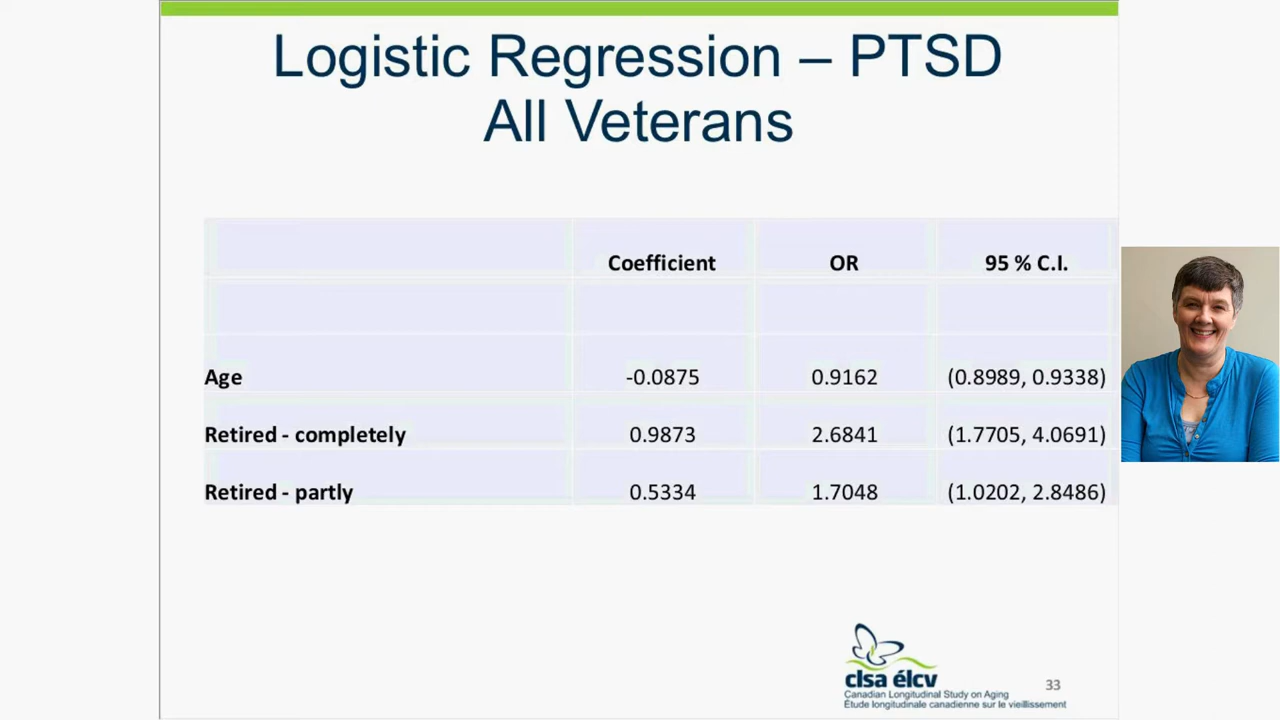 Logistic Regression – PTSD
All Veterans
Coefficient OR 95 % C.I.
Age -0.0875 0.9162 (0.8989, 0.9338)
Retired - completely 0.9873 2.6841 (1.7705, 4.0691)
Retired - partly 0.5334 1.7048 (1.0202, 2.8486)
clsa élcv
Canadian Longitudinal Study on Aging
Étude longitudinale canadienne sur le vieillissement
33